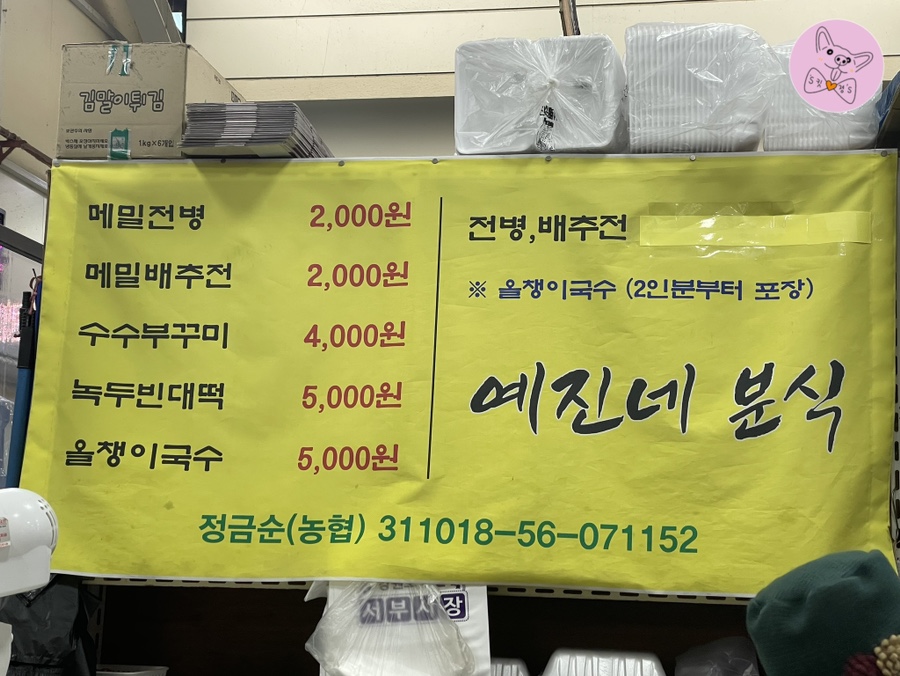 김말이튀김
1kg×6개입
메밀전병 2,000원
메밀배추전 2,000원
수수부꾸미 4,000원
녹두빈대떡 5,000원
올챙이국수 5,000원
전병,배추전
※ 올챙이국수 (2인분부터 포장)
예진네 분식
정금순(농협) 311018-56-071152